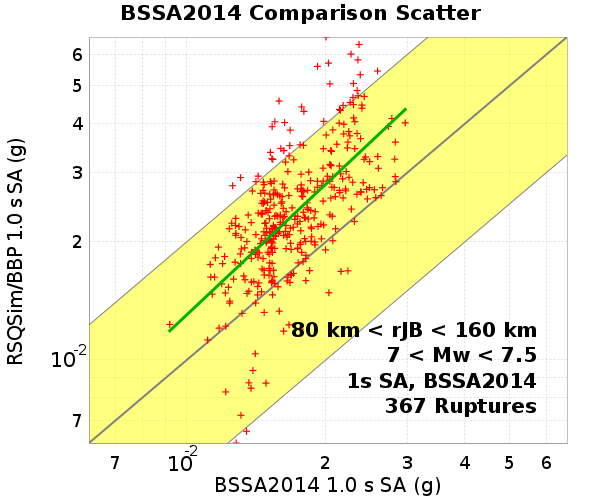 BSSA2014 Comparison Scatter
RSQSim/BBP 1.0 s SA (g)
6
5
4
3
2
10-2
7
80 km < rJB < 160 km
7 < Mw < 7.5
1s SA, BSSA2014
367 Ruptures
7 10-2 2 3 4 5 6
BSSA2014 1.0 s SA (g)